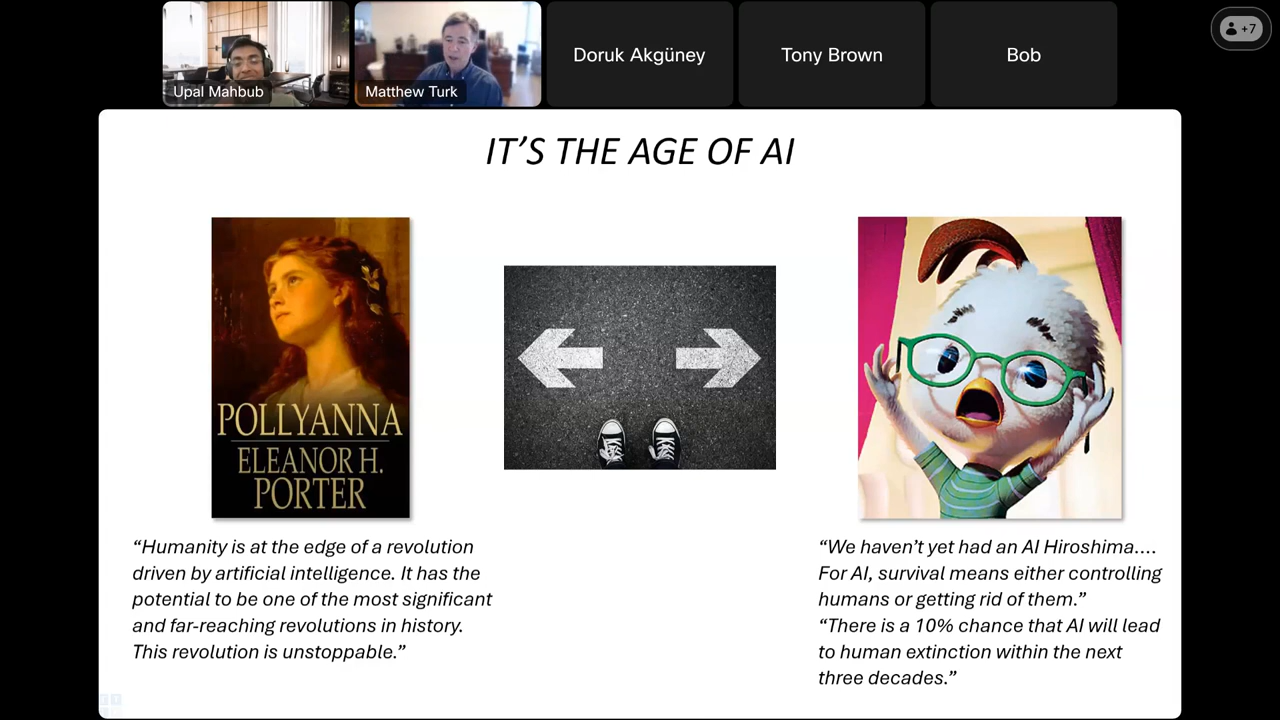 Upal Mahbub
Matthew Turk
Doruk Akgüney
Tony Brown
Bob
+7
IT’S THE AGE OF AI
POLLYANNA
ELEANOR H.
PORTER
“Humanity is at the edge of a revolution
driven by artificial intelligence. It has the
potential to be one of the most significant
and far-reaching revolutions in history.
This revolution is unstoppable.”
“We haven’t yet had an AI Hiroshima....
For AI, survival means either controlling
humans or getting rid of them.”
“There is a 10% chance that AI will lead
to human extinction within the next
three decades.”